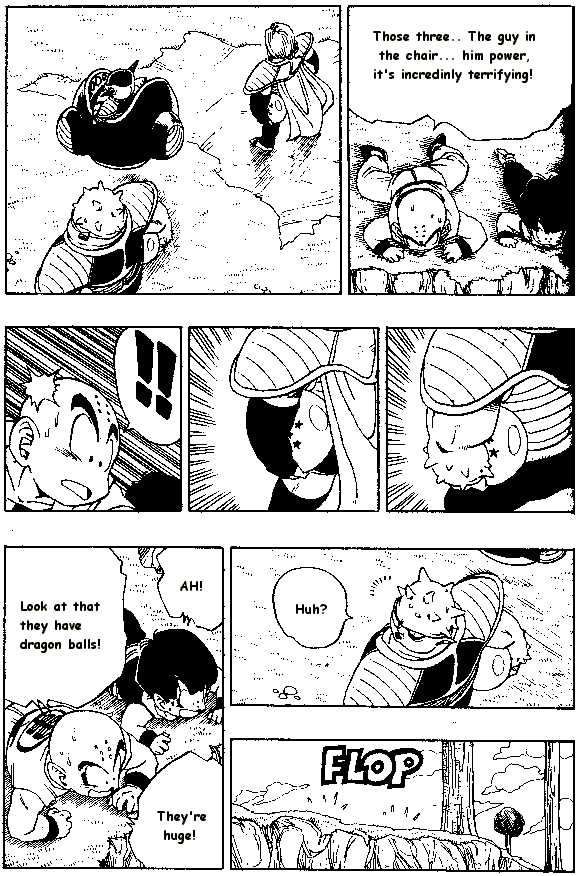 Those three.. The guy in
the chair... him power,
it's incredinly terrifying!
!!
AH!
Look at that
they have
dragon balls!
They're
huge!
Huh?
FLOP